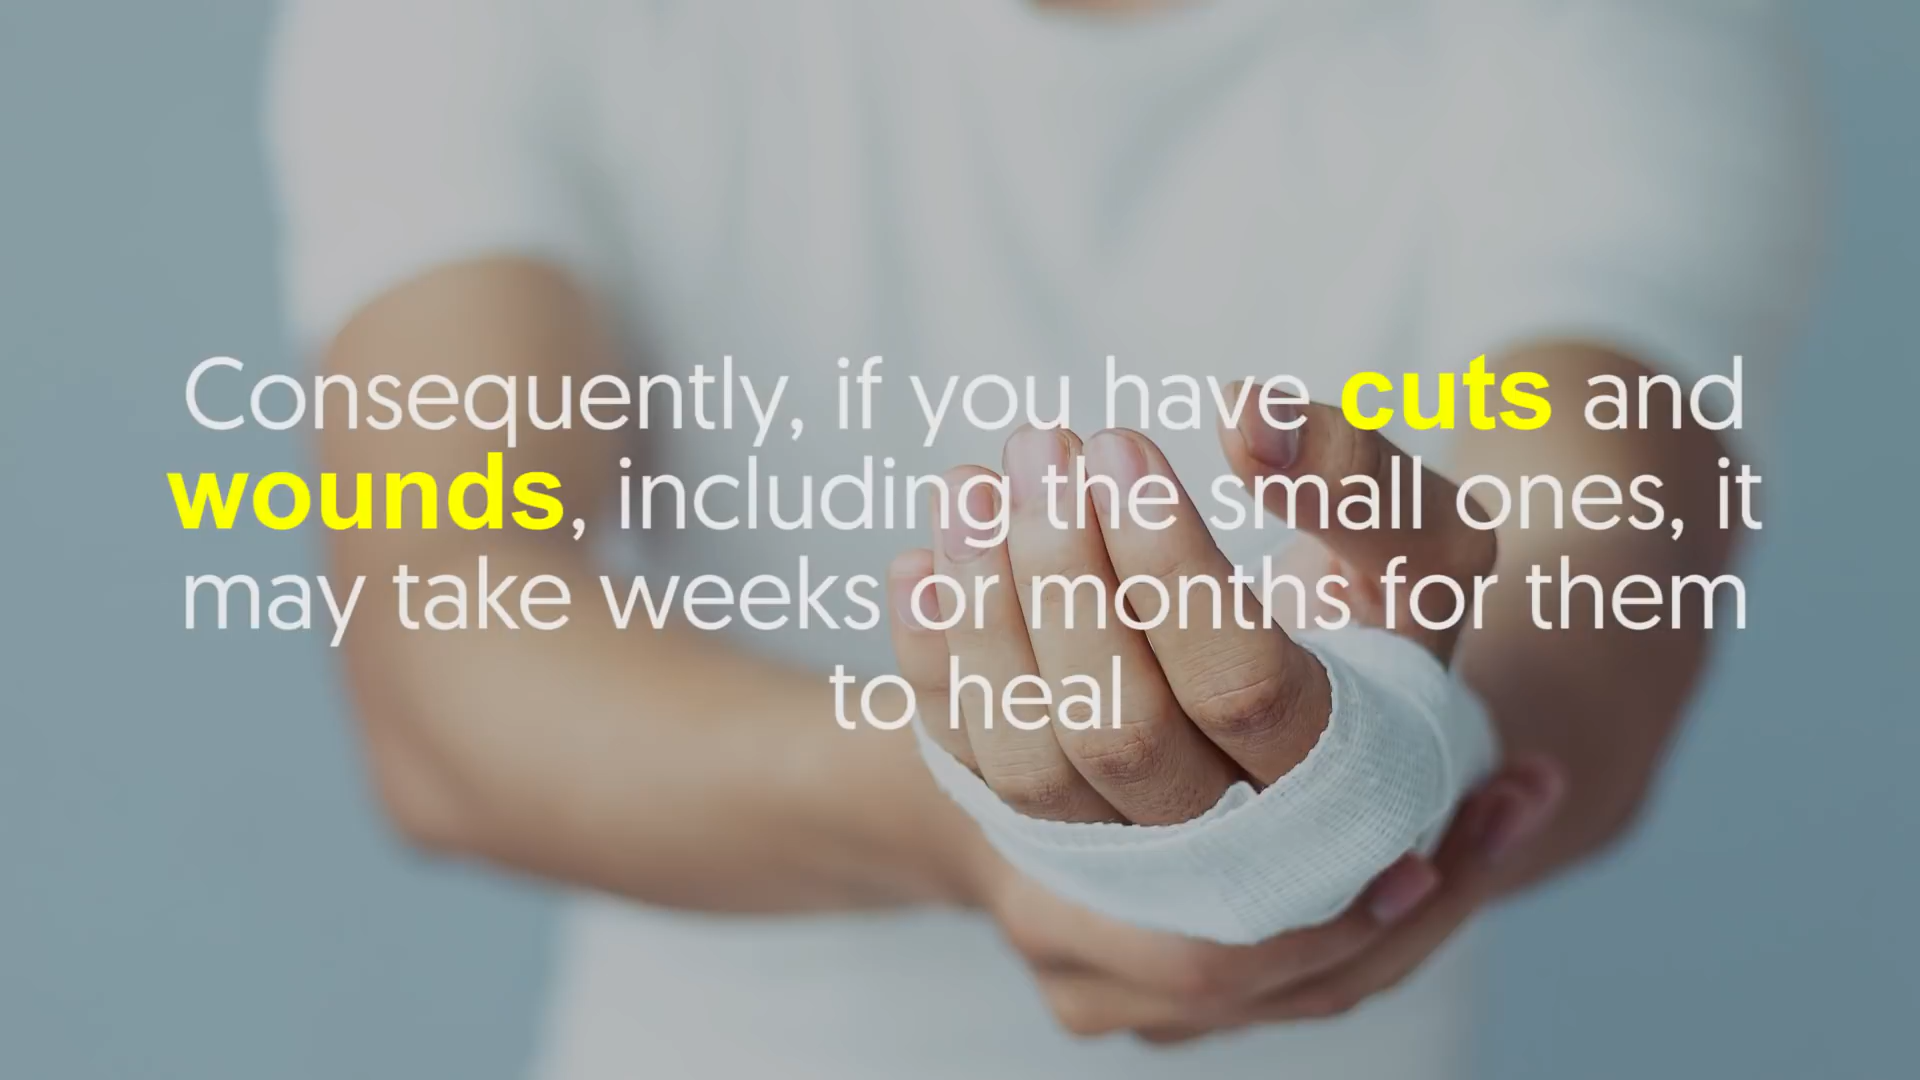 Consequently, if you have cuts and
wounds, including the small ones, it
may take weeks or months for them
to heal